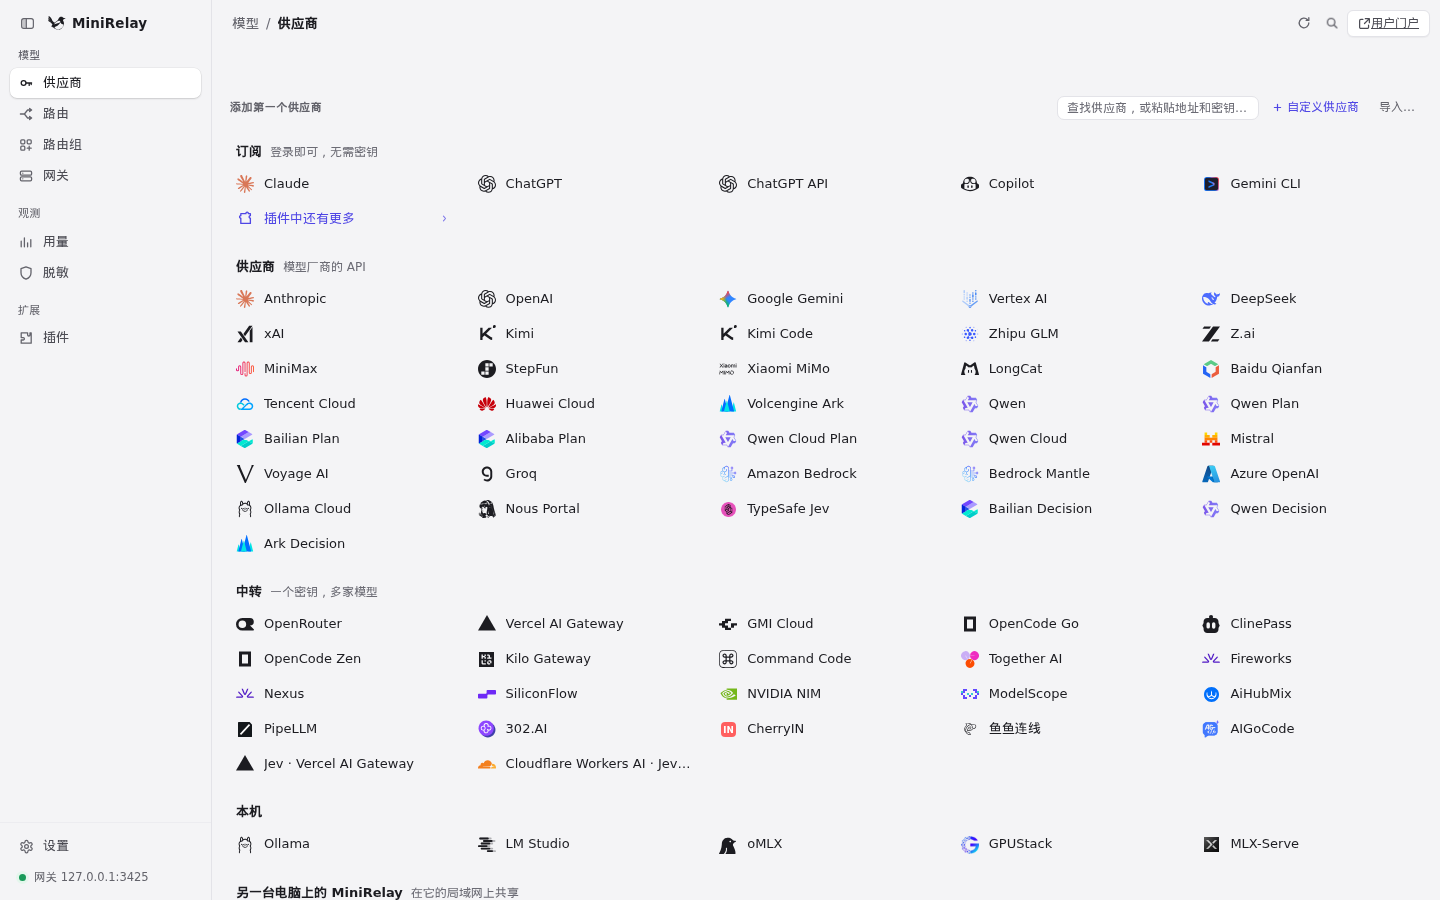 MiniRelay
模型
供应商
路由
路由组
网关
观测
用量
脱敏
扩展
插件
设置
网关 127.0.0.1:3425
模型 / 供应商
用户门户
添加第一个供应商
查找供应商，或粘贴地址和密钥...
+ 自定义供应商
导入...
订阅 登录即可，无需密钥
Claude ChatGPT ChatGPT API Copilot Gemini CLI
插件中还有更多
供应商 模型厂商的 API
Anthropic OpenAI Google Gemini Vertex AI DeepSeek
xAI Kimi Kimi Code Zhipu GLM Z.ai
MiniMax StepFun Xiaomi MiMo LongCat Baidu Qianfan
Tencent Cloud Huawei Cloud Volcengine Ark Qwen Qwen Plan
Bailian Plan Alibaba Plan Qwen Cloud Plan Qwen Cloud Mistral
Voyage AI Groq Amazon Bedrock Bedrock Mantle Azure OpenAI
Ollama Cloud Nous Portal TypeSafe Jev Bailian Decision Qwen Decision
Ark Decision
中转 一个密钥，多家模型
OpenRouter Vercel AI Gateway GMI Cloud OpenCode Go ClinePass
OpenCode Zen Kilo Gateway Command Code Together AI Fireworks
Nexus SiliconFlow NVIDIA NIM ModelScope AiHubMix
PipeLLM 302.AI CherryIN 鱼鱼连线 AIGoCode
Jev · Vercel AI Gateway Cloudflare Workers AI · Jev...
本机
Ollama LM Studio oMLX GPUStack MLX-Serve
另一台电脑上的 MiniRelay 在它的局域网上共享